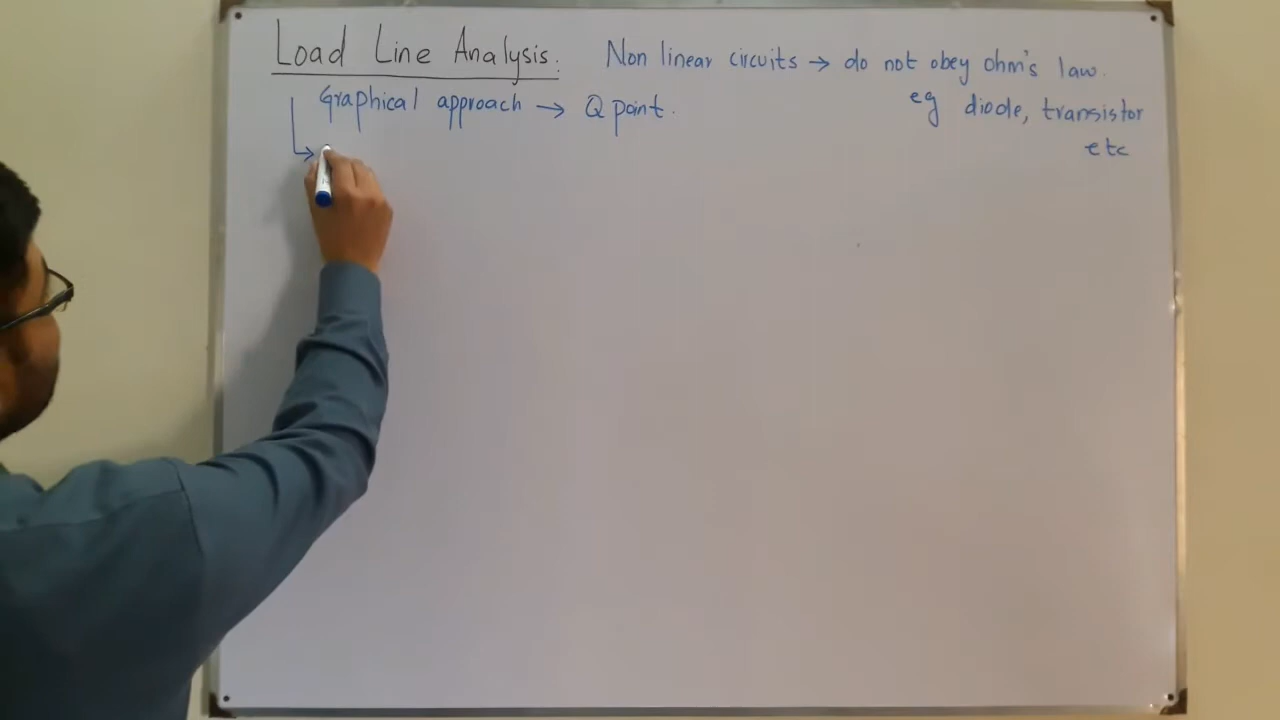 Load Line Analysis. Non linear circuits → do not obey ohm's law.
Graphical approach → Q point. eg diode, transistor
etc